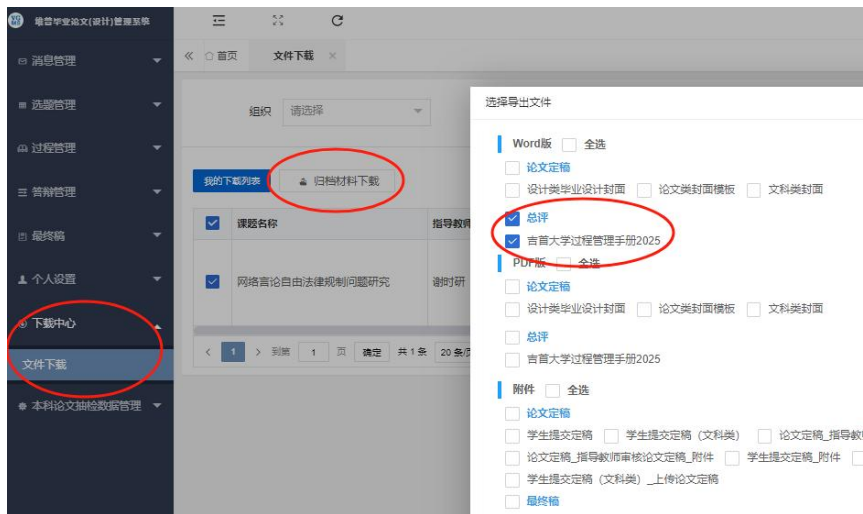 维普毕业论文(设计)管理系统
消息管理
选题管理
过程管理
答辩管理
最终稿
个人设置
下载中心
文件下载
本科论文抽检数据管理
首页 文件下载 ×
组织 请选择
我的下载列表 归档材料下载
课题名称 指导教师
网络言论自由法律规制问题研究 谢时研
< 1 > 到第 1 页 确定 共 1 条 20 条/页
选择导出文件
Word版 全选
论文定稿
设计类毕业设计封面 论文类封面模板 文科类封面
总评
吉首大学过程管理手册2025
PDF版 全选
论文定稿
设计类毕业设计封面 论文类封面模板 文科类封面
总评
吉首大学过程管理手册2025
附件 全选
论文定稿
学生提交定稿 学生提交定稿（文科类） 论文定稿_指导教
论文定稿_指导教师审核论文定稿_附件 学生提交定稿_附件
学生提交定稿（文科类）_上传论文定稿
最终稿